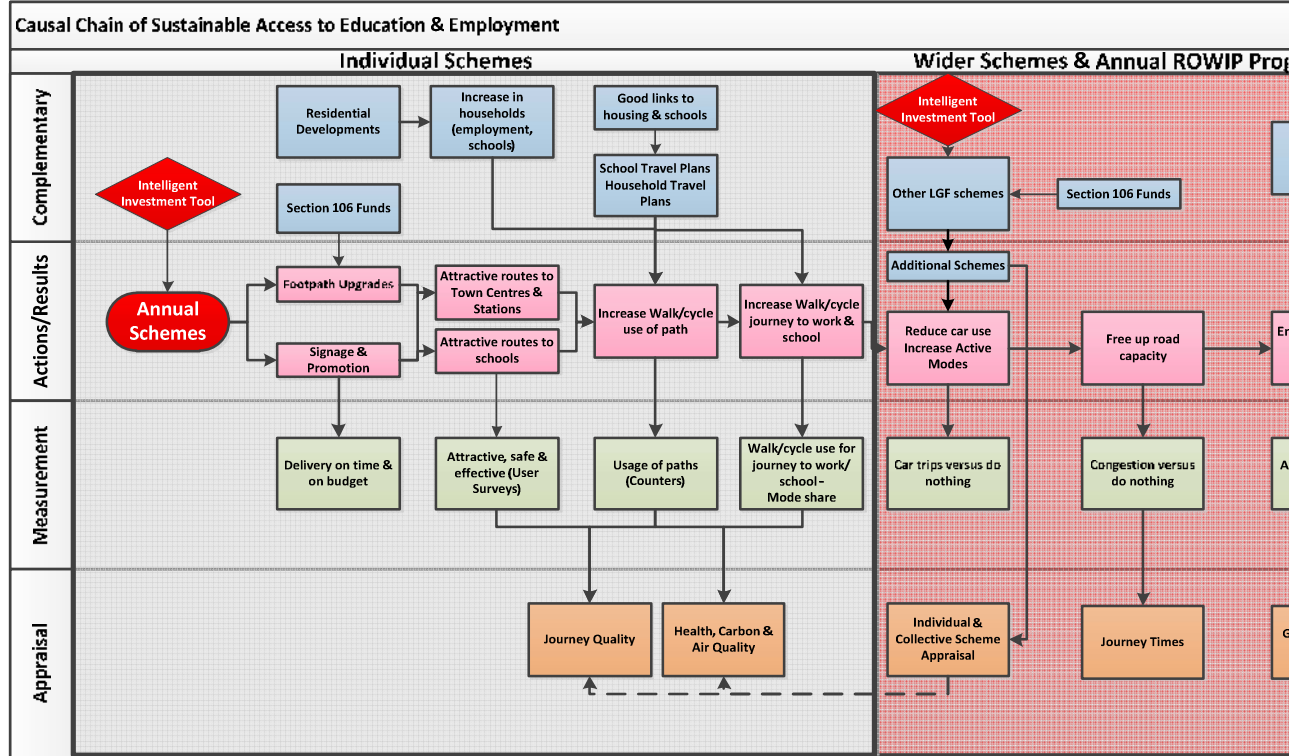 Causal Chain of Sustainable Access to Education & Employment
Individual Schemes
Wider Schemes & Annual ROWIP
Complementary
Residential
Developments
Increase in
households
(employment,
schools)
Good links to
housing & schools
Intelligent
Investment Tool
School Travel Plans
Household Travel
Plans
Other LGF schemes
Section 106 Funds
Intelligent
Investment Tool
Section 106 Funds
Actions/Results
Additional Schemes
Annual
Schemes
Footpath Upgrades
Signage &
Promotion
Attractive routes to
Town Centres &
Stations
Attractive routes to
schools
Increase Walk/cycle
use of path
Increase Walk/cycle
journey to work &
school
Reduce car use
Increase Active
Modes
Free up road
capacity
Measurement
Delivery on time &
on budget
Attractive, safe &
effective (User
Surveys)
Usage of paths
(Counters)
Walk/cycle use for
journey to work/
school -
Mode share
Car trips versus do
nothing
Congestion versus
do nothing
Appraisal
Journey Quality
Health, Carbon &
Air Quality
Individual &
Collective Scheme
Appraisal
Journey Times